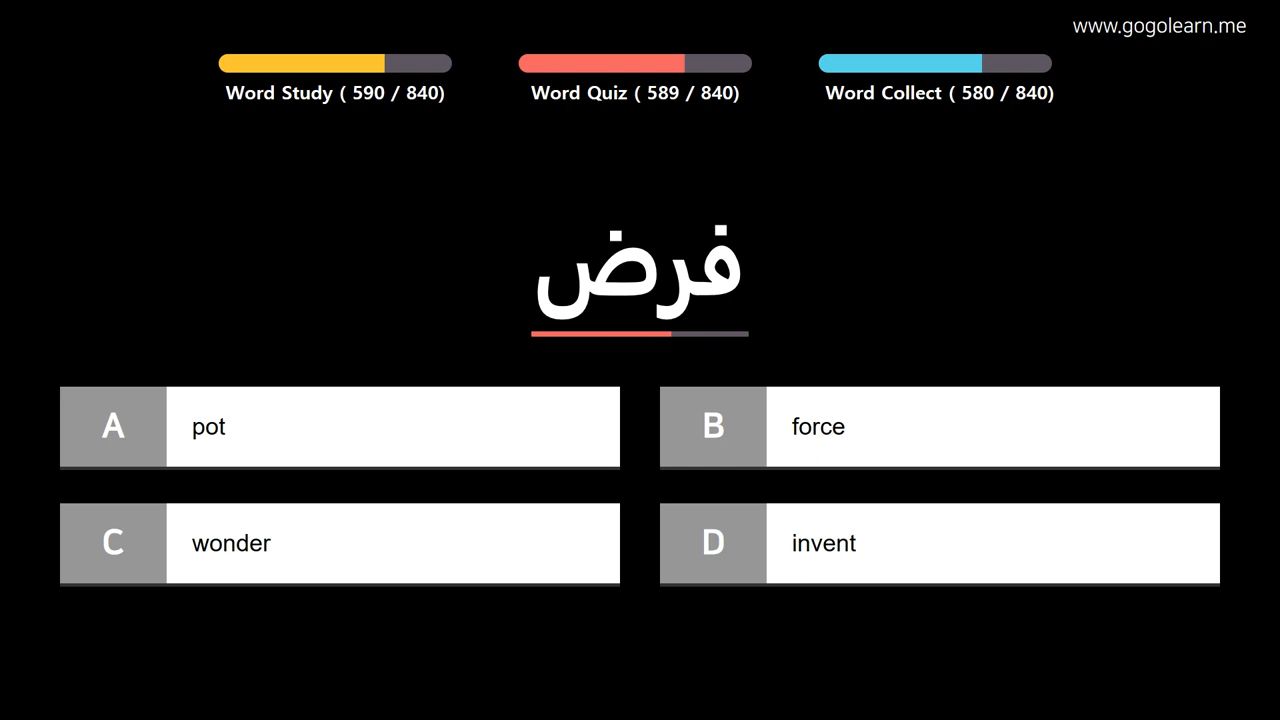 www.gogolearn.me
Word Study ( 590 / 840)
Word Quiz ( 589 / 840)
Word Collect ( 580 / 840)
فرض
A pot
B force
C wonder
D invent